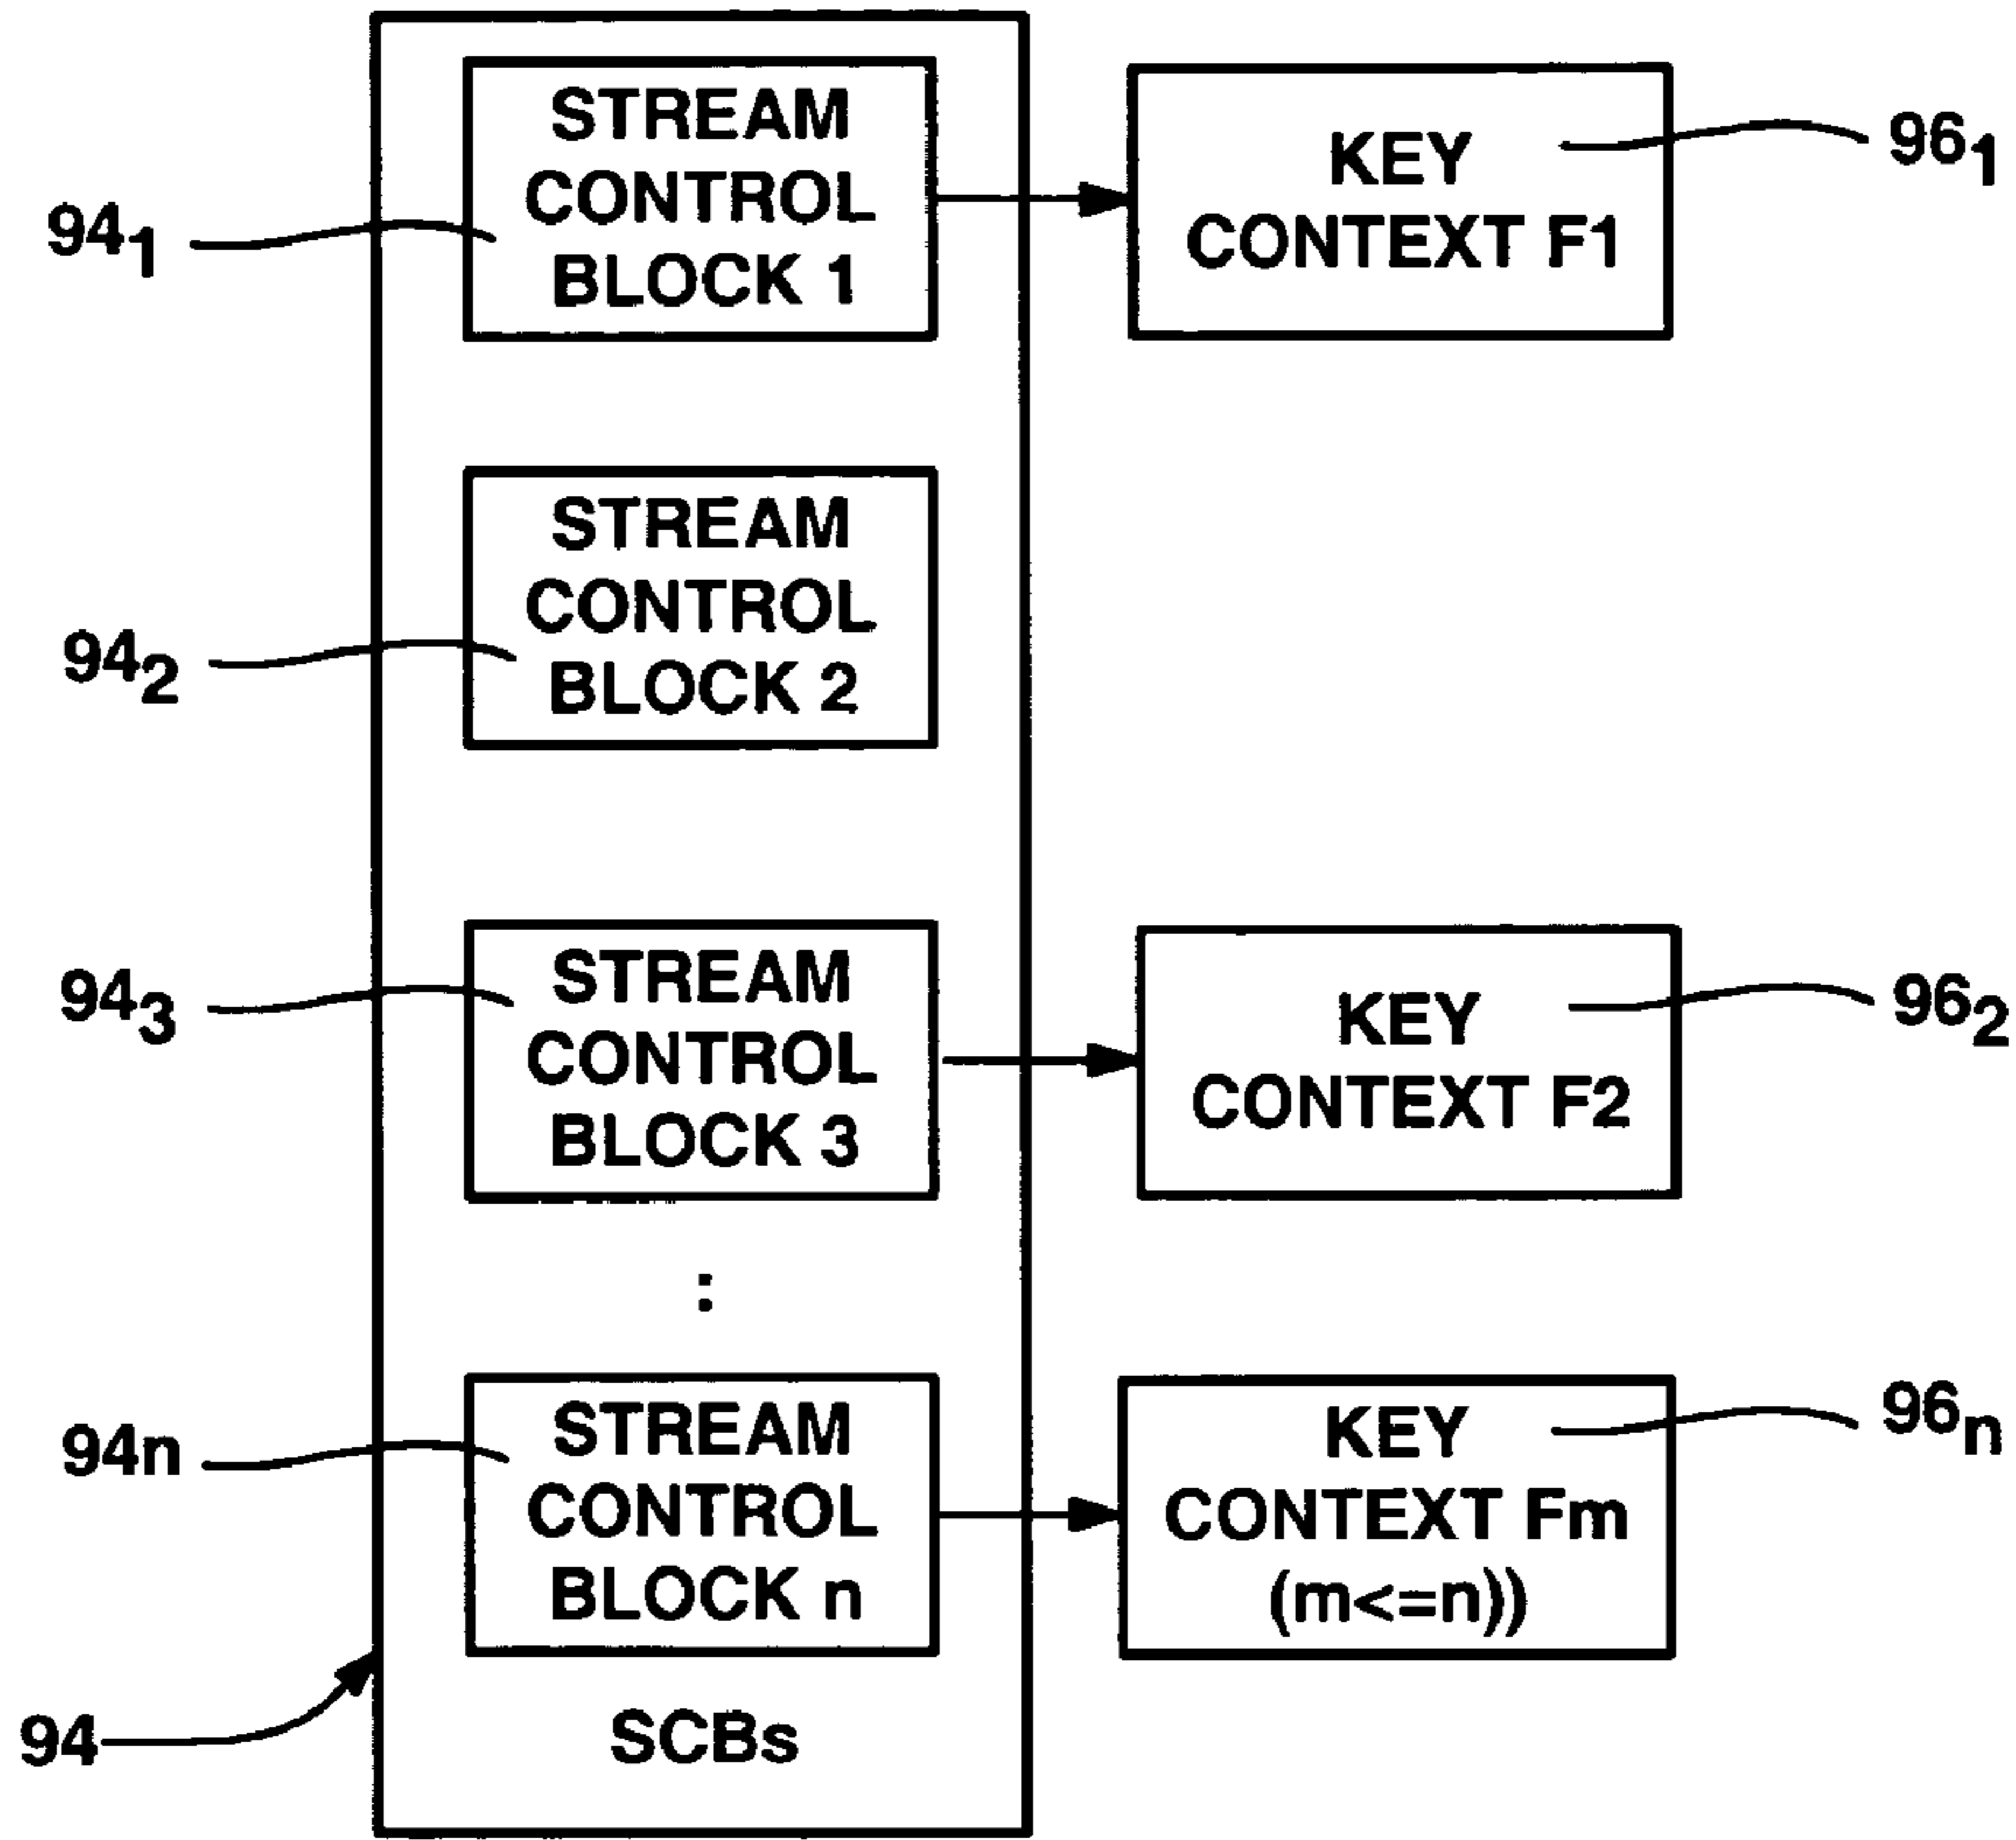 STREAM
CONTROL
BLOCK 1
94₁
KEY
CONTEXT F1
96₁
STREAM
CONTROL
BLOCK 2
94₂
STREAM
CONTROL
BLOCK 3
94₃
KEY
CONTEXT F2
96₂
:
STREAM
CONTROL
BLOCK n
94n
KEY
CONTEXT Fm
(m<=n))
96ₙ
SCBs
94